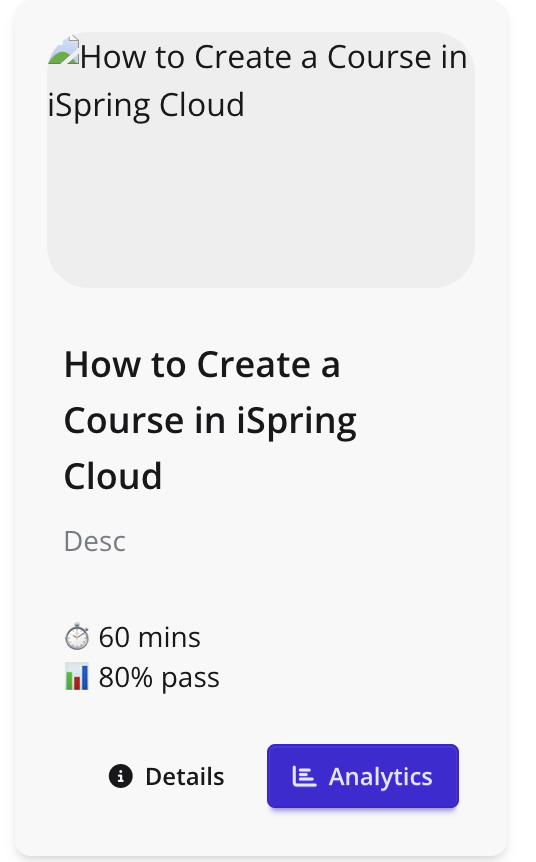 How to Create a Course in
iSpring Cloud
How to Create a
Course in iSpring
Cloud
Desc
60 mins
80% pass
Details
Analytics